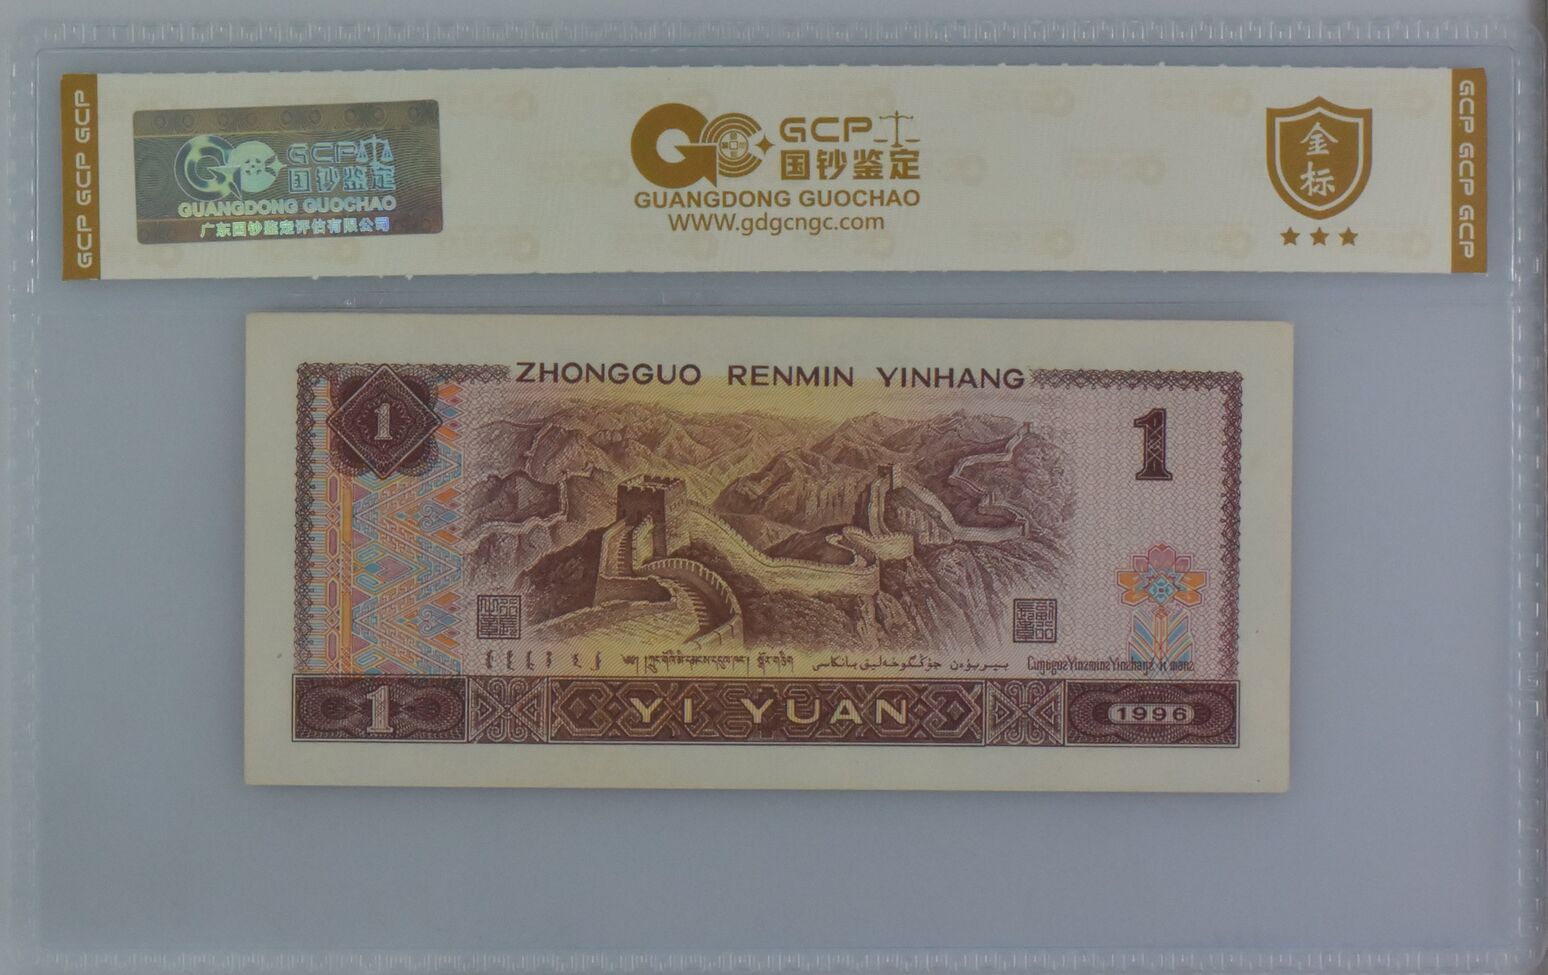 GCP GCP GCP
GCP 国钞鉴定
GUANGDONG GUOCHAO
广东国钞鉴定评估有限公司
GCP
国钞鉴定
GUANGDONG GUOCHAO
WWW.gdgcngc.com
金标
GCP GCP GCP
ZHONGGUO RENMIN YINHANG
1
1
1
YI YUAN
1996